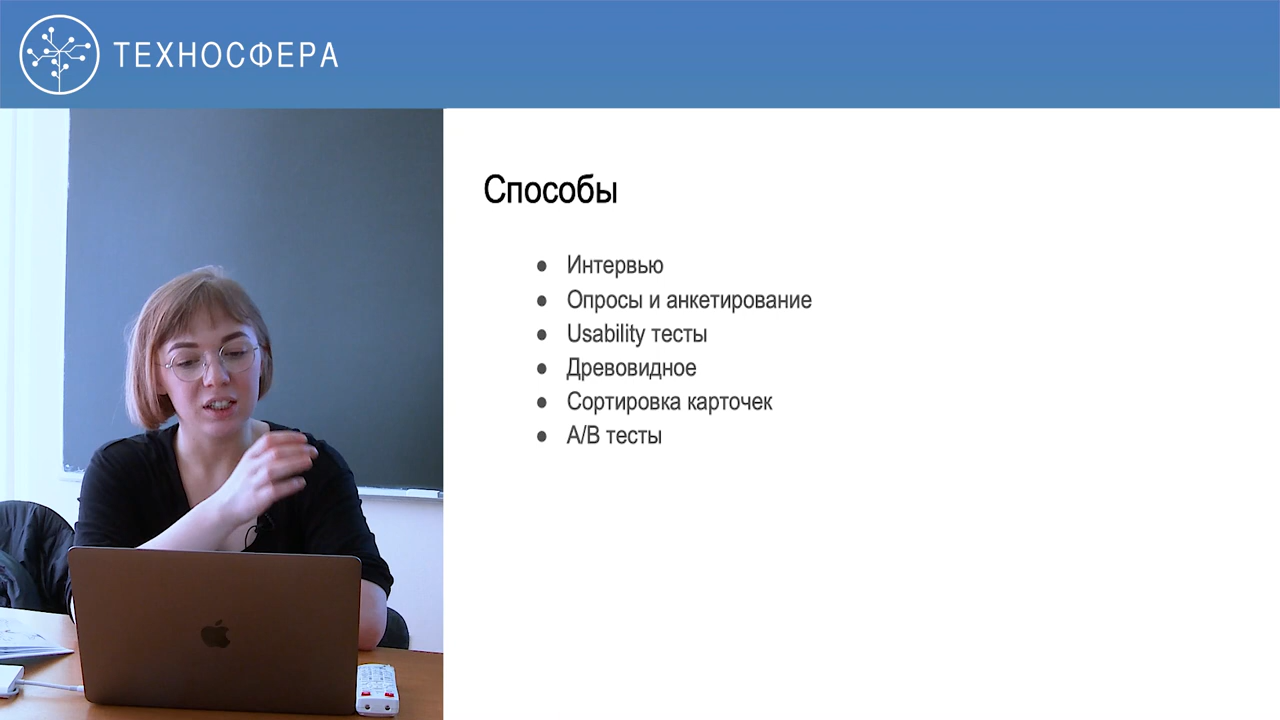 ТЕХНОСФЕРА
Способы
● Интервью
● Опросы и анкетирование
● Usability тесты
● Древовидное
● Сортировка карточек
● A/B тесты